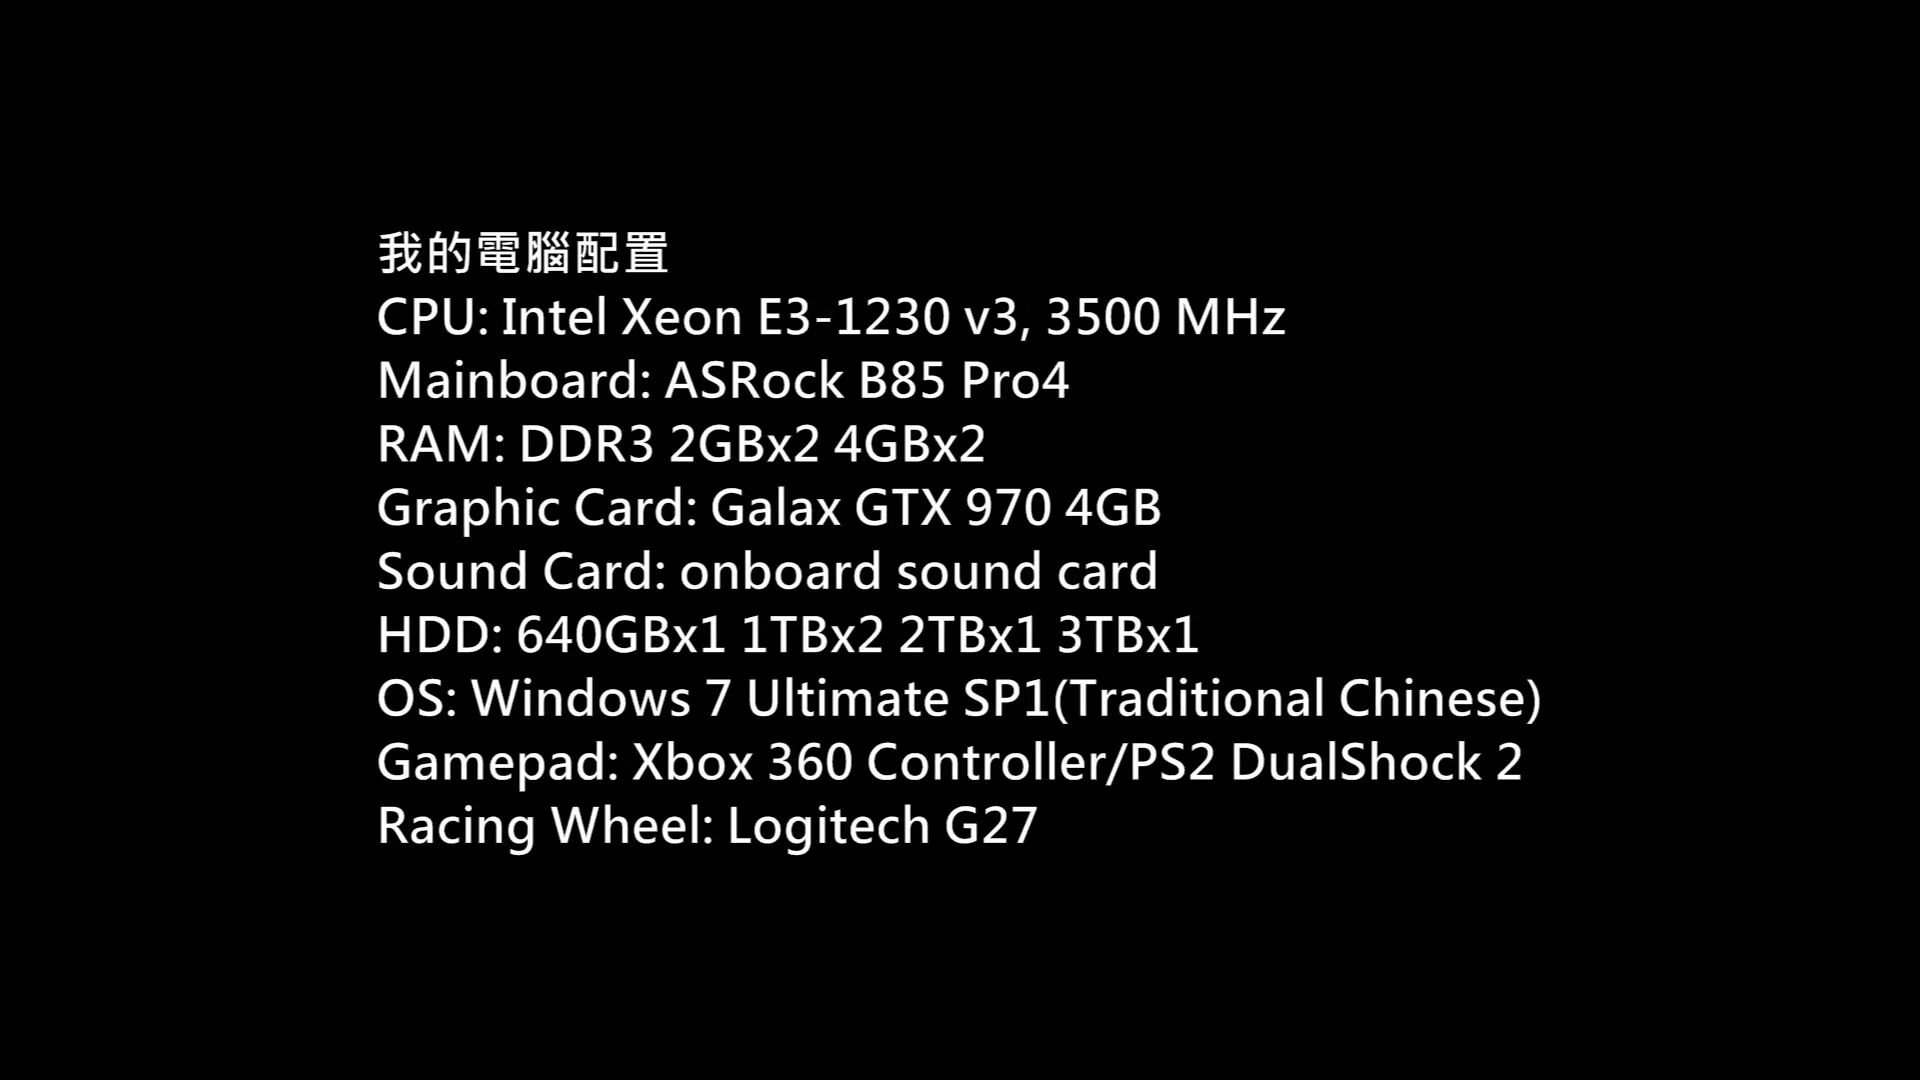 我的電腦配置
CPU: Intel Xeon E3-1230 v3, 3500 MHz
Mainboard: ASRock B85 Pro4
RAM: DDR3 2GBx2 4GBx2
Graphic Card: Galax GTX 970 4GB
Sound Card: onboard sound card
HDD: 640GBx1 1TBx2 2TBx1 3TBx1
OS: Windows 7 Ultimate SP1(Traditional Chinese)
Gamepad: Xbox 360 Controller/PS2 DualShock 2
Racing Wheel: Logitech G27